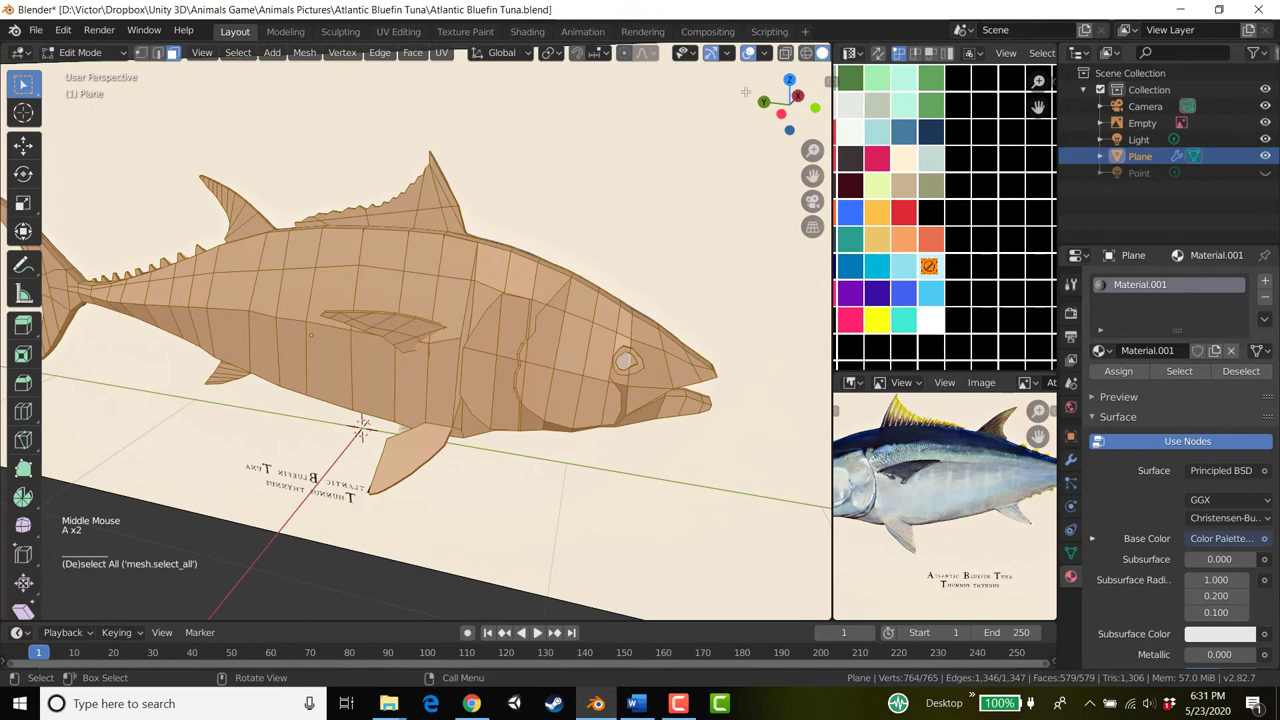 Blender* [D:\Victor\Dropbox\Unity 3D\Animals Game\Animals Pictures\Atlantic Bluefin Tuna\Atlantic Bluefin Tuna.blend]
File Edit Render Window Help Layout Modeling Sculpting UV Editing Texture Paint Shading Animation Rendering Compositing Scripting Scene View Layer
Edit Mode View Select Add Mesh Vertex Edge Face UV Global View Select
User Perspective
(1) Plane
Z
X
Y
Scene Collection
Collection
Camera
Empty
Light
Plane
Point
Plane Material.001
Material.001
Material.001
Assign Select Deselect
Preview
Surface
Use Nodes
Surface Principled BSD
GGX
Christensen-Bu...
Base Color Color Palette...
Subsurface 0.000
Subsurface Radi... 1.000
0.200
0.100
Subsurface Color
Metallic 0.000
View View Image At
Atlantic Bluefin Tuna
Thunnus thynnus
Atlantic Bluefin Tuna
Thunnus thynnus
Middle Mouse
A x2
(De)select All ('mesh.select_all')
Playback Keying View Marker 1 Start 1 End 250
1 10 20 30 40 50 60 70 80 90 100 110 120 130 140 150 160 170 180 190 200 210 220 230 240 250
Select Box Select Rotate View Call Menu Plane | Verts:764/765 | Edges:1,346/1,347 | Faces:579/579 | Tris:1,306 | Mem: 57.0 MiB | v2.82.7
Type here to search Desktop 100% 6:31 PM
5/23/2020